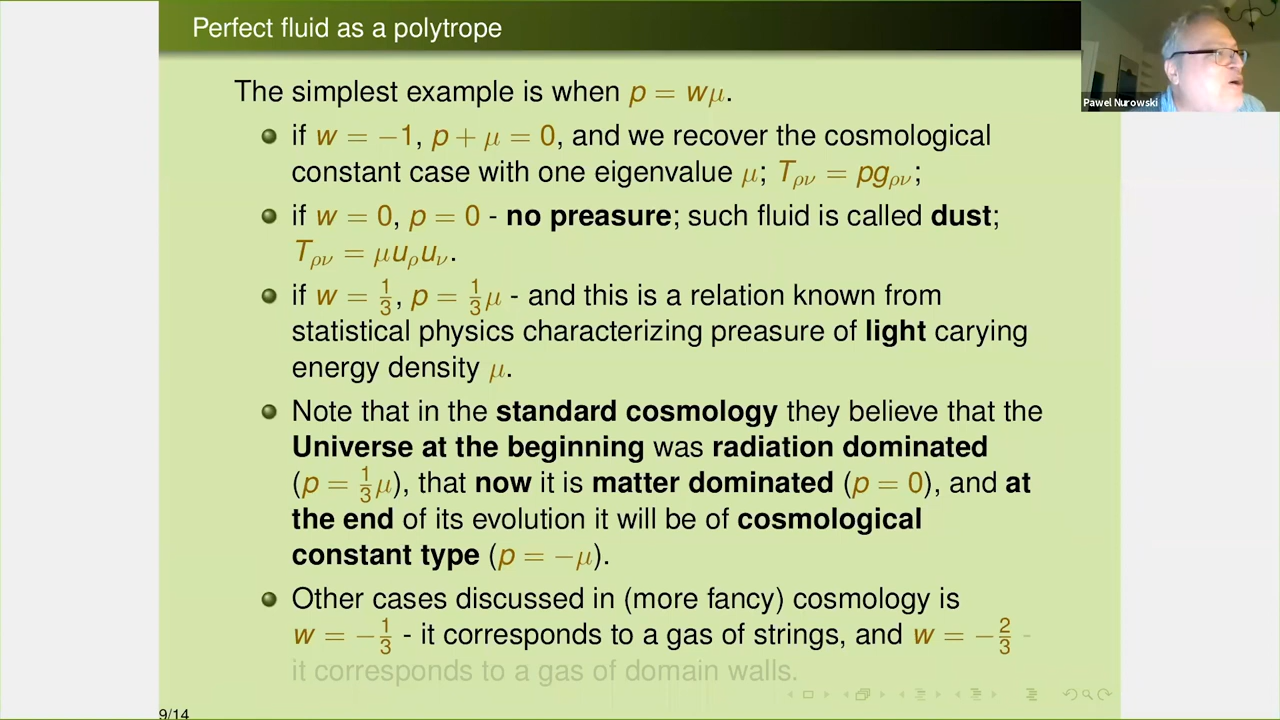 Perfect fluid as a polytrope
Pawel Nurowski
The simplest example is when p = wμ.
if w = −1, p + μ = 0, and we recover the cosmological
constant case with one eigenvalue μ; Tρν = pgρν;
if w = 0, p = 0 - no preasure; such fluid is called dust;
Tρν = μuρuν.
if w = 1/3, p = 1/3μ - and this is a relation known from
statistical physics characterizing preasure of light carying
energy density μ.
Note that in the standard cosmology they believe that the
Universe at the beginning was radiation dominated
(p = 1/3μ), that now it is matter dominated (p = 0), and at
the end of its evolution it will be of cosmological
constant type (p = −μ).
Other cases discussed in (more fancy) cosmology is
w = −1/3 - it corresponds to a gas of strings, and w = −2/3 -
it corresponds to a gas of domain walls.
9/14